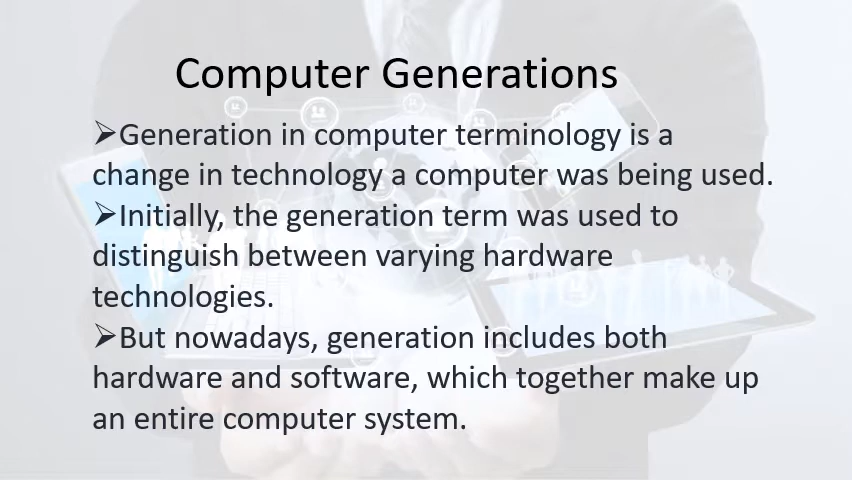 Computer Generations
➢Generation in computer terminology is a
change in technology a computer was being used.
➢Initially, the generation term was used to
distinguish between varying hardware
technologies.
➢But nowadays, generation includes both
hardware and software, which together make up
an entire computer system.